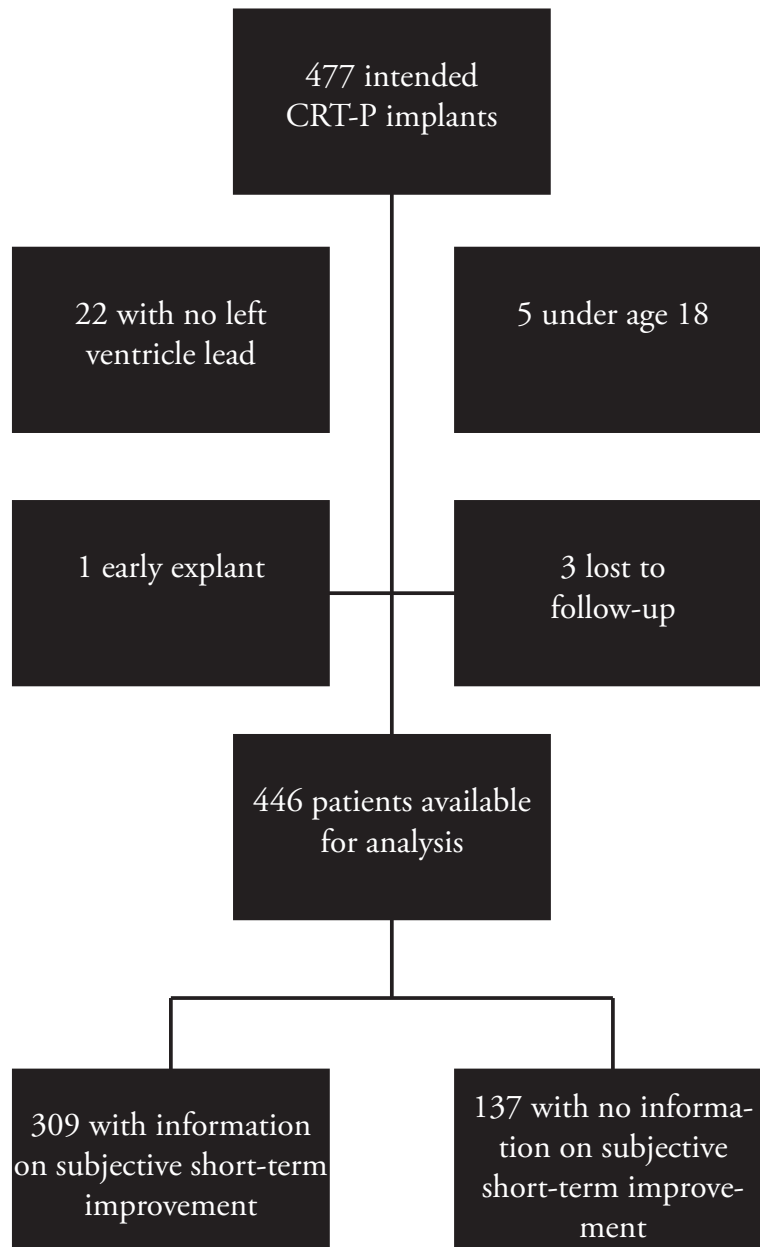 477 intended
CRT-P implants
22 with no left
ventricle lead
5 under age 18
1 early explant
3 lost to
follow-up
446 patients available
for analysis
309 with information
on subjective short-term
improvement
137 with no informa-
tion on subjective
short-term improve-
ment